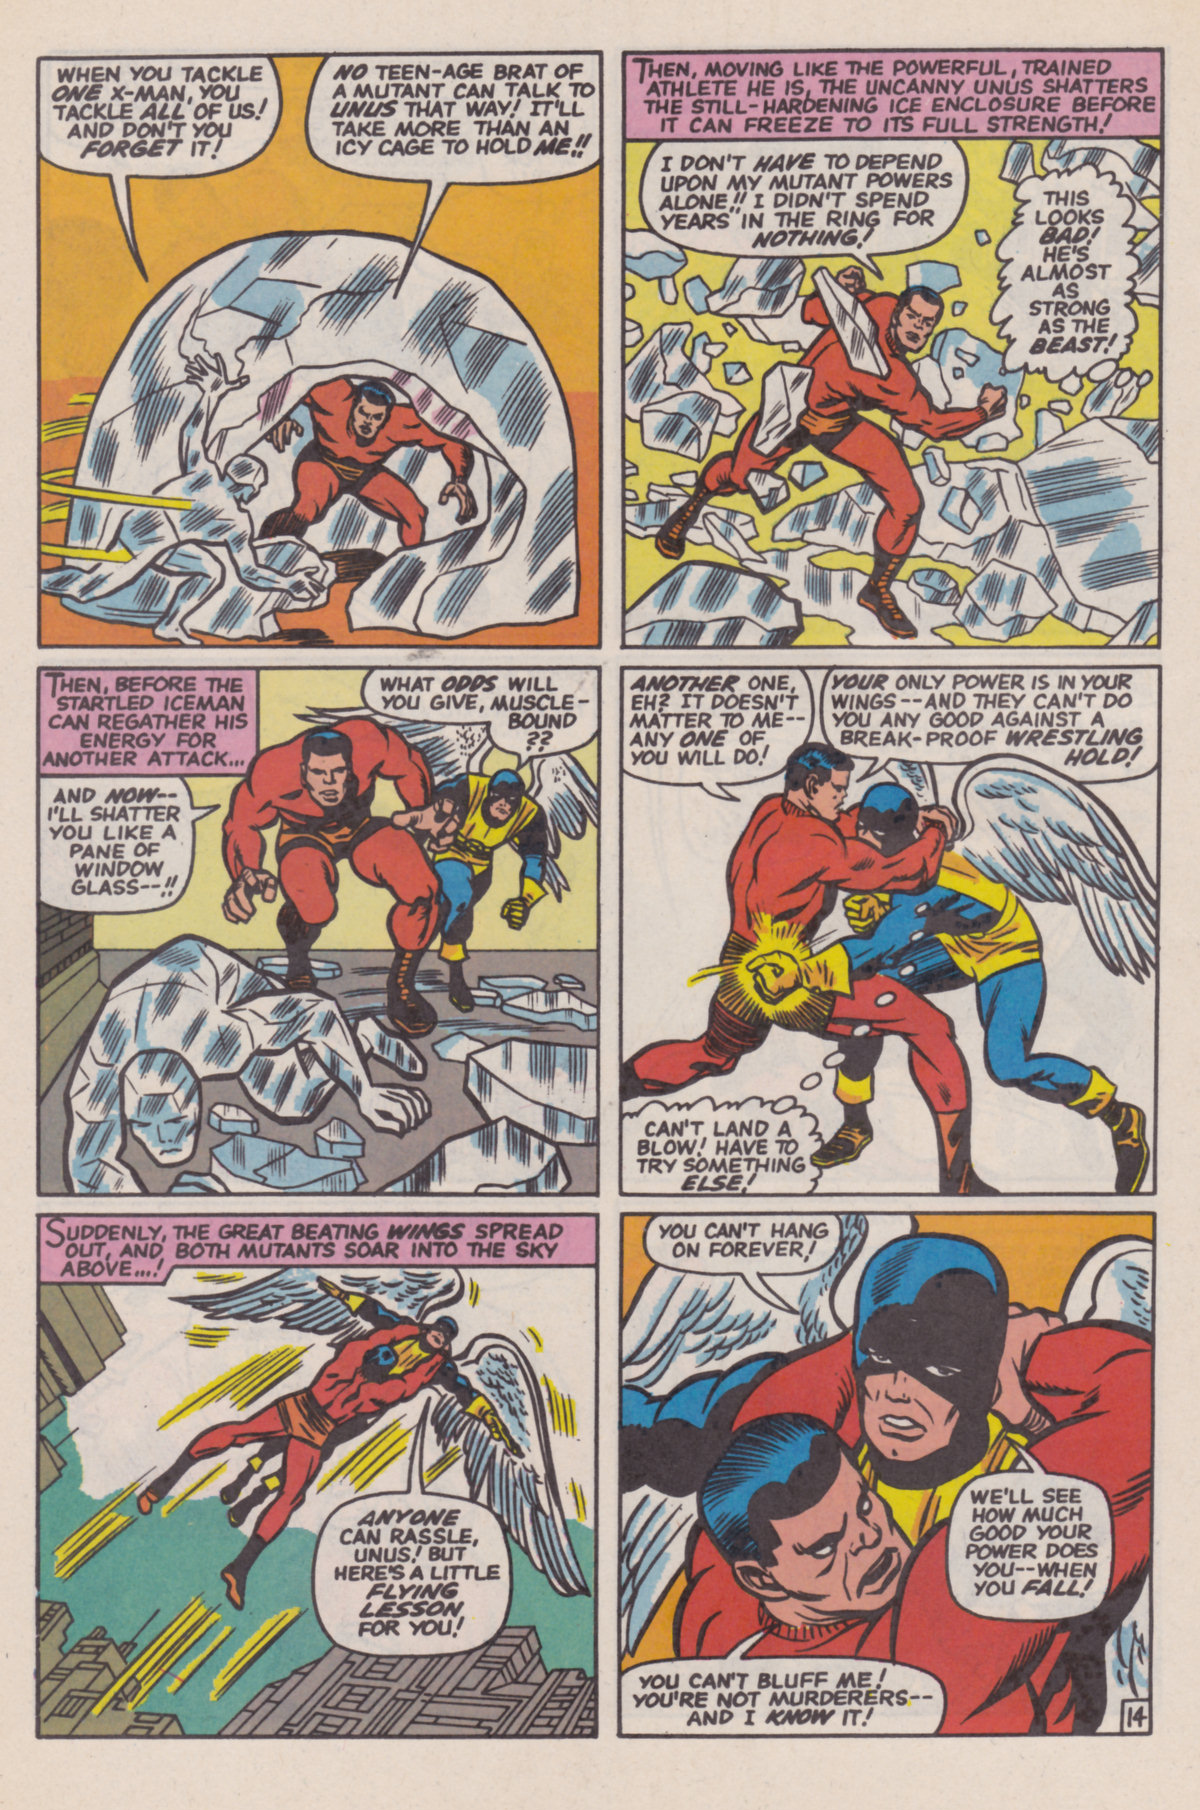 WHEN YOU TACKLE
ONE X-MAN, YOU
TACKLE ALL OF US!
AND DON'T YOU
FORGET IT!
NO TEEN-AGE BRAT OF
A MUTANT CAN TALK TO
UNUS THAT WAY! IT'LL
TAKE MORE THAN AN
ICY CAGE TO HOLD ME!!
THEN, MOVING LIKE THE POWERFUL, TRAINED
ATHLETE HE IS, THE UNCANNY UNUS SHATTERS
THE STILL-HARDENING ICE ENCLOSURE BEFORE
IT CAN FREEZE TO ITS FULL STRENGTH!
I DON'T HAVE TO DEPEND
UPON MY MUTANT POWERS
ALONE!! I DIDN'T SPEND
YEARS IN THE RING FOR
NOTHING!
THIS
LOOKS
BAD!
HE'S
ALMOST
AS
STRONG
AS THE
BEAST!
THEN, BEFORE THE
STARTLED ICEMAN
CAN REGATHER HIS
ENERGY FOR
ANOTHER ATTACK...
AND NOW--
I'LL SHATTER
YOU LIKE A
PANE OF
WINDOW
GLASS--!!
WHAT ODDS WILL
YOU GIVE, MUSCLE-
BOUND
??
ANOTHER ONE,
EH? IT DOESN'T
MATTER TO ME--
ANY ONE OF
YOU WILL DO!
YOUR ONLY POWER IS IN YOUR
WINGS--AND THEY CAN'T DO
YOU ANY GOOD AGAINST A
BREAK-PROOF WRESTLING
HOLD!
CAN'T LAND A
BLOW! HAVE TO
TRY SOMETHING
ELSE!
SUDDENLY, THE GREAT BEATING WINGS SPREAD
OUT, AND BOTH MUTANTS SOAR INTO THE SKY
ABOVE...!
ANYONE
CAN RASSLE,
UNUS! BUT
HERE'S A LITTLE
FLYING
LESSON
FOR YOU!
YOU CAN'T HANG
ON FOREVER!
WE'LL SEE
HOW MUCH
GOOD YOUR
POWER DOES
YOU--WHEN
YOU FALL!
YOU CAN'T BLUFF ME!
YOU'RE NOT MURDERERS--
AND I KNOW IT!
14